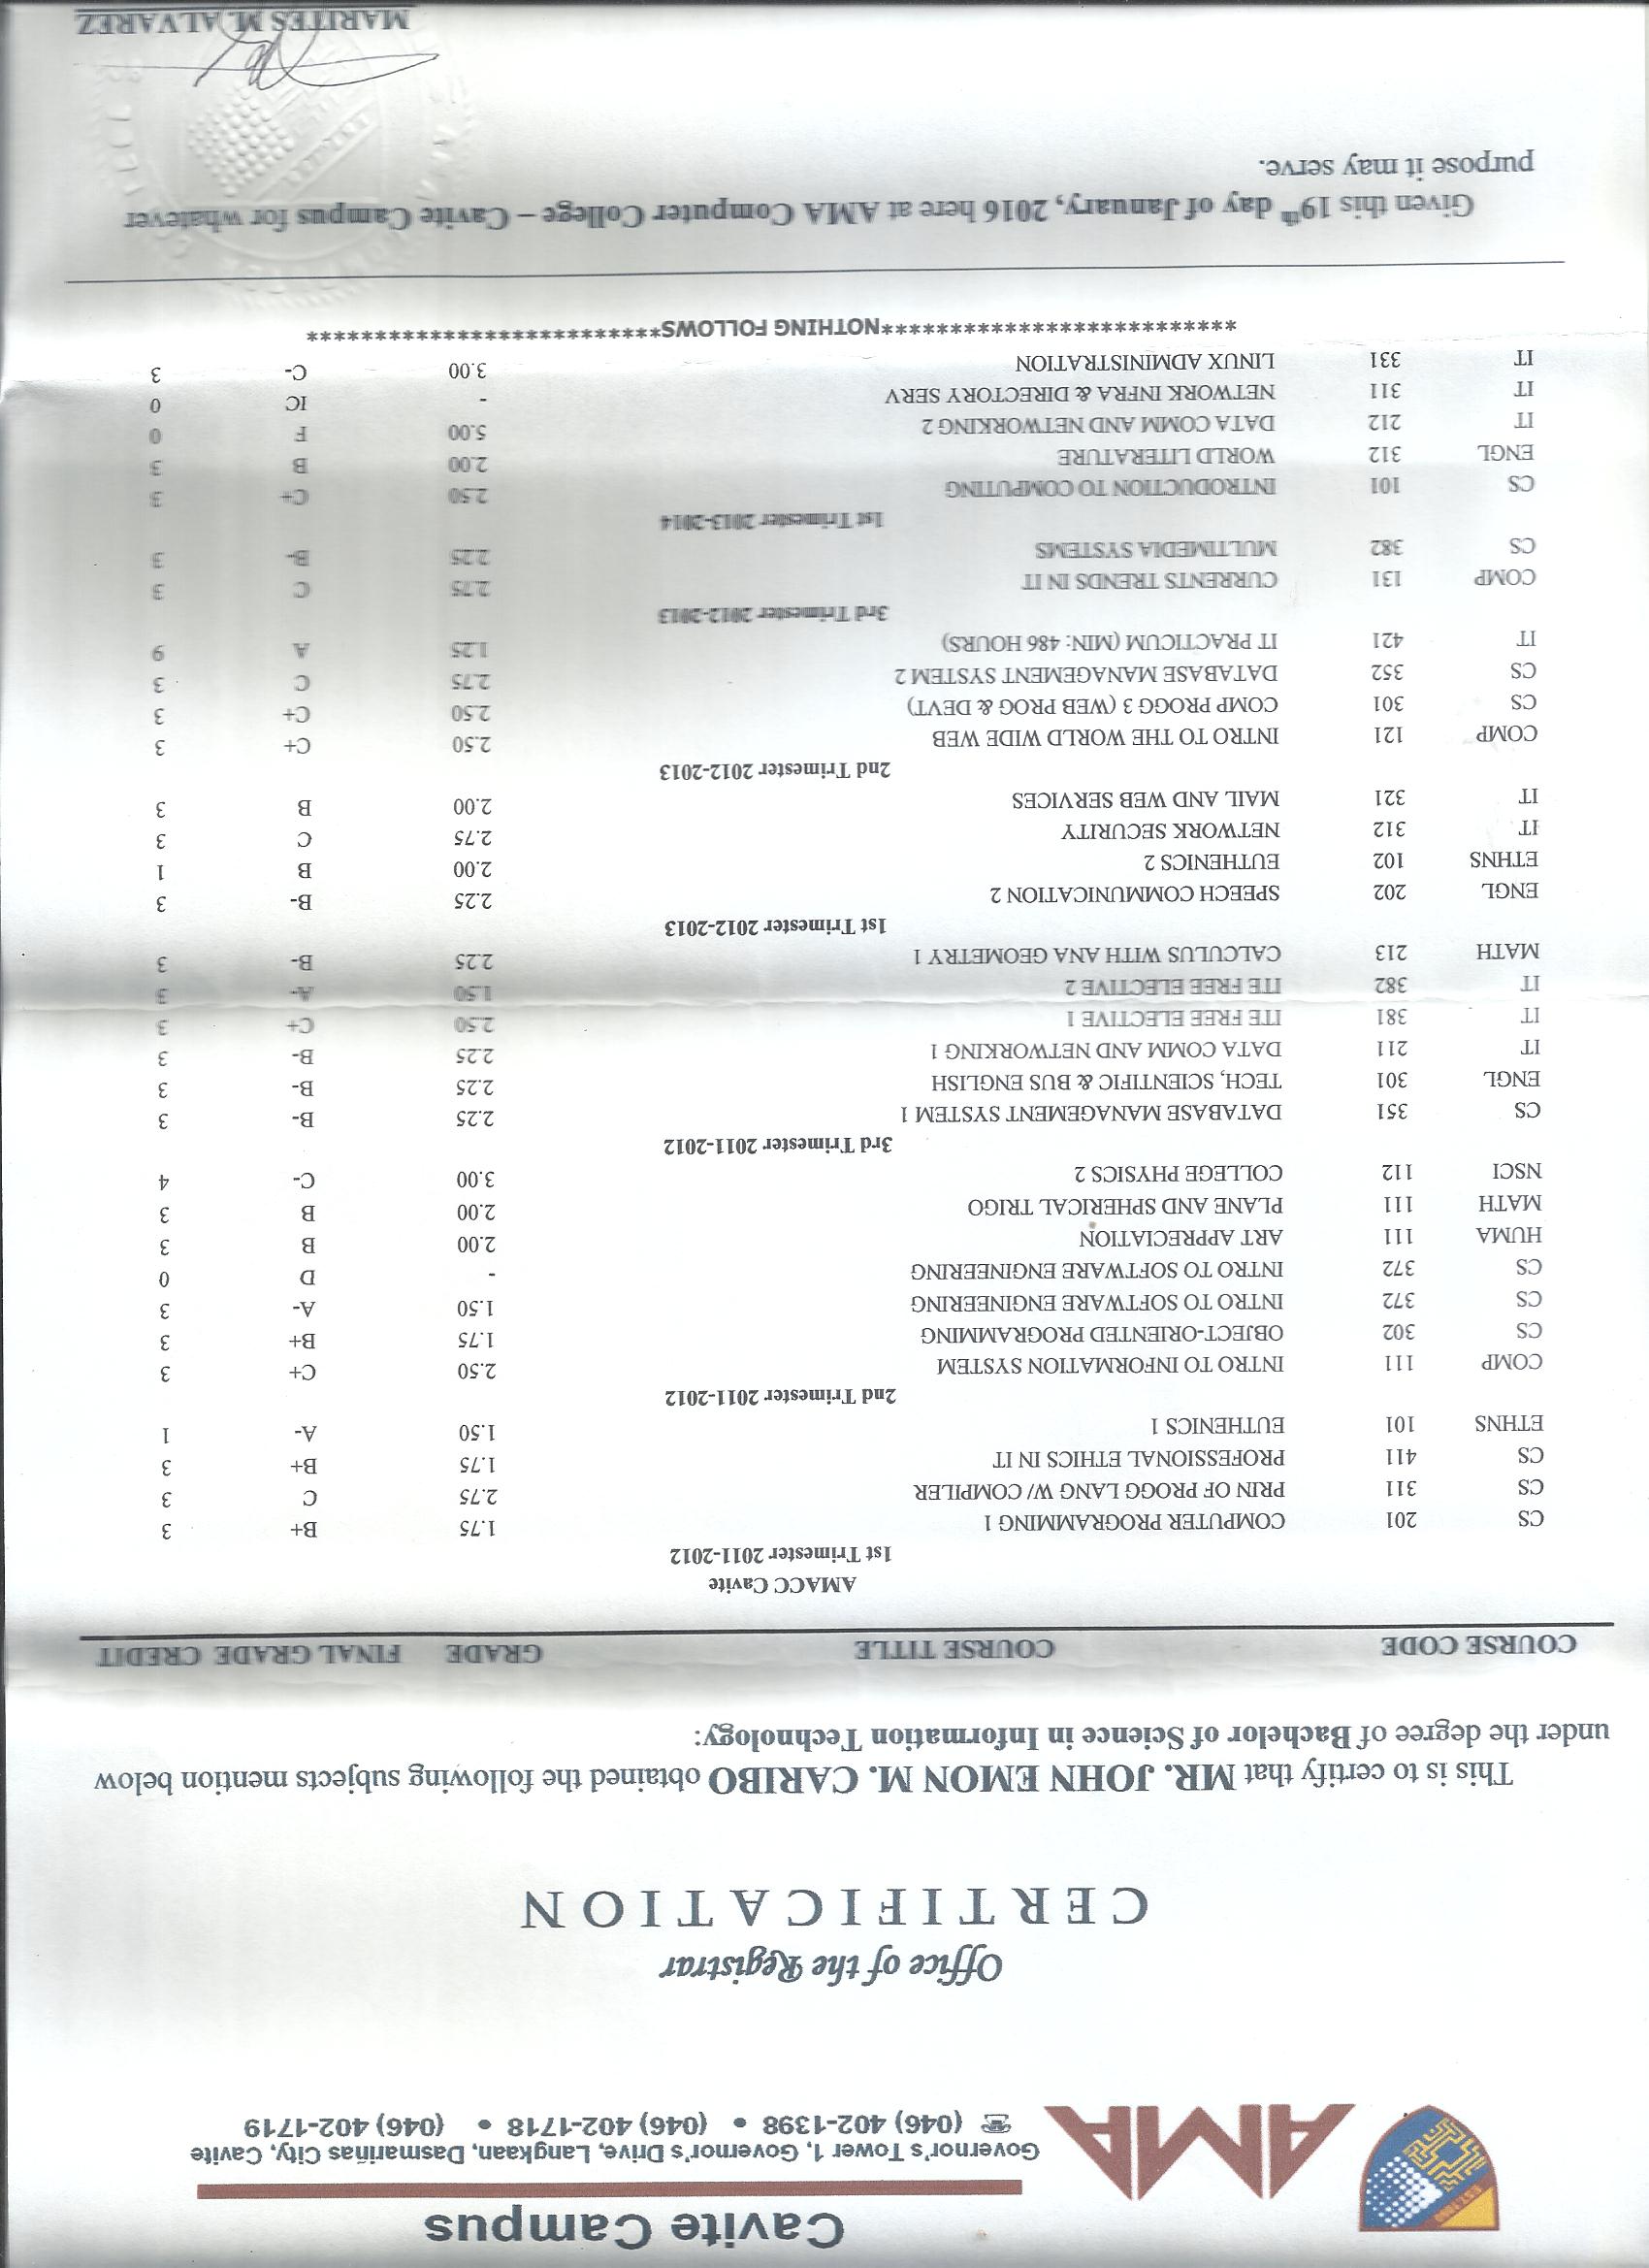 Cavite Campus
AMA
Governor's Tower 1, Governor's Drive, Langkaan, Dasmariñas City, Cavite
☎ (046) 402-1398 • (046) 402-1718 • (046) 402-1719
Office of the Registrar
CERTIFICATION
This is to certify that MR. JOHN EMON M. CARIBO obtained the following subjects mention below
under the degree of Bachelor of Science in Information Technology:
COURSE CODE COURSE TITLE GRADE FINAL GRADE CREDIT
AMACC Cavite
1st Trimester 2011-2012
CS 201 COMPUTER PROGRAMMING 1 1.75 B+ 3
CS 311 PRIN OF PROGG LANG W/ COMPILER 2.75 C 3
CS 411 PROFESSIONAL ETHICS IN IT 1.75 B+ 3
ETHNS 101 EUTHENICS 1 1.50 A- 1
2nd Trimester 2011-2012
COMP 111 INTRO TO INFORMATION SYSTEM 2.50 C+ 3
CS 302 OBJECT-ORIENTED PROGRAMMING 1.75 B+ 3
CS 372 INTRO TO SOFTWARE ENGINEERING 1.50 A- 3
CS 372 INTRO TO SOFTWARE ENGINEERING - D 0
HUMA 111 ART APPRECIATION 2.00 B 3
MATH 111 PLANE AND SPHERICAL TRIGO 2.00 B 3
NSCI 112 COLLEGE PHYSICS 2 3.00 C- 4
3rd Trimester 2011-2012
CS 351 DATABASE MANAGEMENT SYSTEM 1 2.25 B- 3
ENGL 301 TECH, SCIENTIFIC & BUS ENGLISH 2.25 B- 3
IT 211 DATA COMM AND NETWORKING 1 2.25 B- 3
IT 381 ITE FREE ELECTIVE 1 2.50 C+ 3
IT 382 ITE FREE ELECTIVE 2 1.50 A- 3
MATH 213 CALCULUS WITH ANA GEOMETRY 1 2.25 B- 3
1st Trimester 2012-2013
ENGL 202 SPEECH COMMUNICATION 2 2.25 B- 3
ETHNS 102 EUTHENICS 2 2.00 B 1
IT 312 NETWORK SECURITY 2.75 C 3
IT 321 MAIL AND WEB SERVICES 2.00 B 3
2nd Trimester 2012-2013
COMP 121 INTRO TO THE WORLD WIDE WEB 2.50 C+ 3
CS 301 COMP PROGG 3 (WEB PROG & DEVT) 2.50 C+ 3
CS 352 DATABASE MANAGEMENT SYSTEM 2 2.75 C 3
IT 421 IT PRACTICUM (MIN: 486 HOURS) 1.25 A 9
3rd Trimester 2012-2013
COMP 131 CURRENTS TRENDS IN IT 2.75 C 3
CS 382 MULTIMEDIA SYSTEMS 2.25 B- 3
1st Trimester 2013-2014
CS 101 INTRODUCTION TO COMPUTING 2.50 C+ 3
ENGL 312 WORLD LITERATURE 2.00 B 3
IT 212 DATA COMM AND NETWORKING 2 5.00 F 0
IT 311 NETWORK INFRA & DIRECTORY SERV - IC 0
IT 331 LINUX ADMINISTRATION 3.00 C- 3
***************************NOTHING FOLLOWS***************************
Given this 19th day of January, 2016 here at AMA Computer College – Cavite Campus for whatever
purpose it may serve.
MARITES M. ALVAREZ